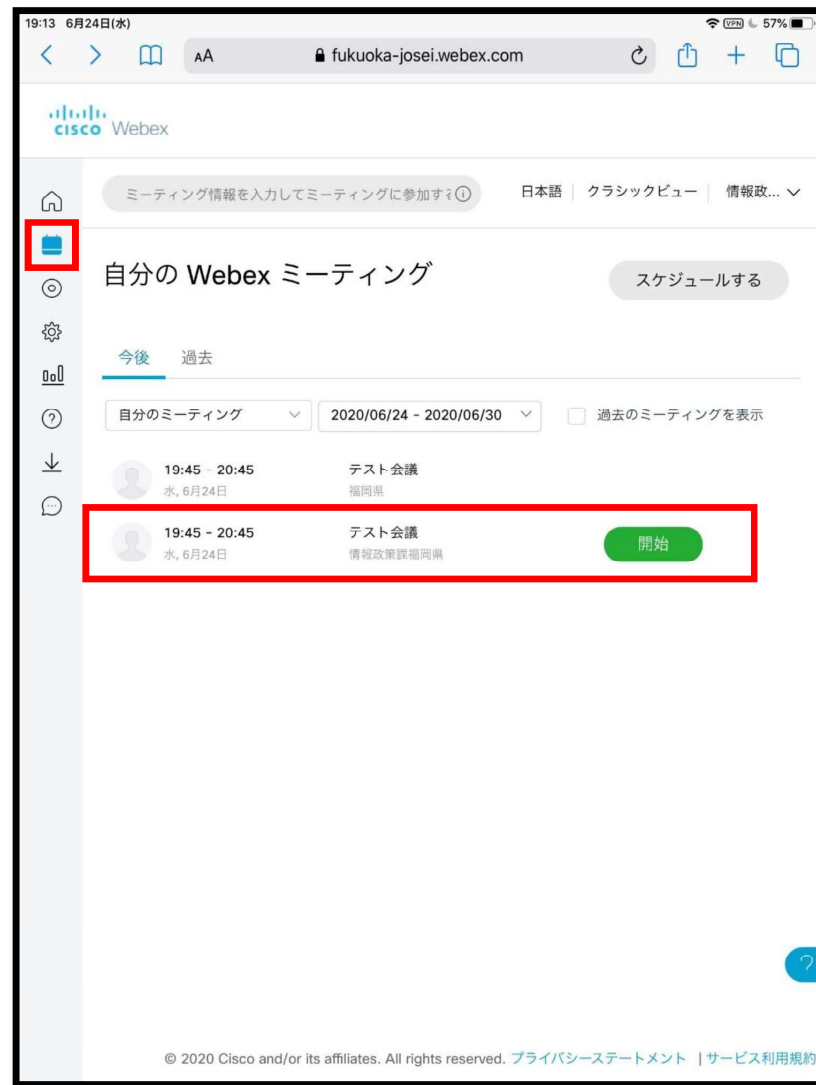 19:13 6月24日(水) VPN 57%
AA fukuoka-josei.webex.com
cisco Webex
ミーティング情報を入力してミーティングに参加する 日本語 クラシックビュー 情報政...
自分の Webex ミーティング スケジュールする
今後 過去
自分のミーティング 2020/06/24 - 2020/06/30 過去のミーティングを表示
19:45 - 20:45 テスト会議
水, 6月24日 福岡県
19:45 - 20:45 テスト会議 開始
水, 6月24日 情報政策課福岡県
?
© 2020 Cisco and/or its affiliates. All rights reserved. プライバシーステートメント | サービス利用規約